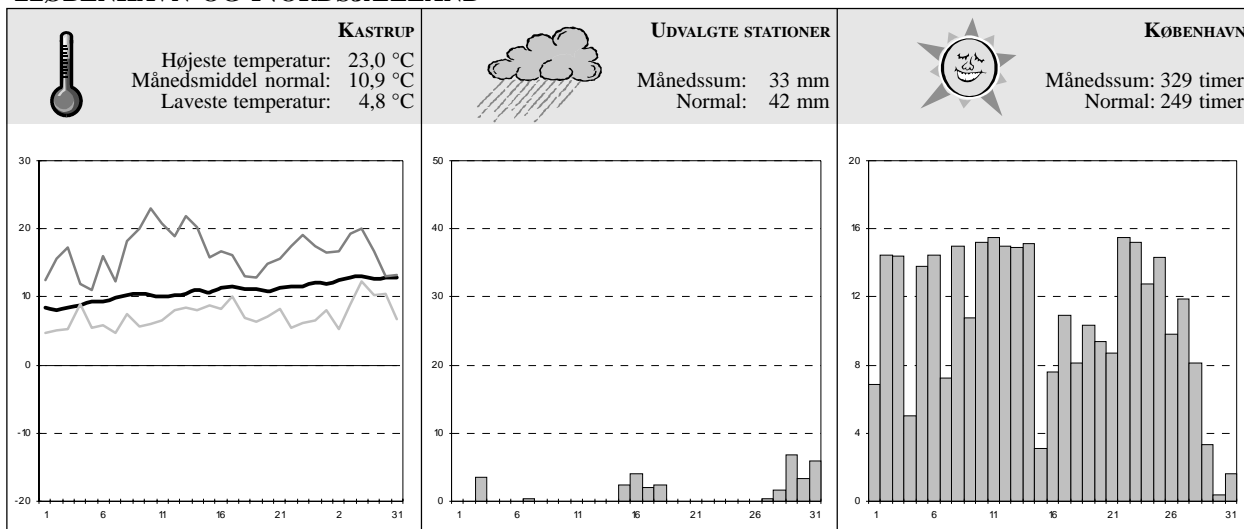 KASTRUP
Højeste temperatur: 23,0 °C
Månedsmiddel normal: 10,9 °C
Laveste temperatur: 4,8 °C
UDVALGTE STATIONER
Månedssum: 33 mm
Normal: 42 mm
KØBENHAVN
Månedssum: 329 timer
Normal: 249 timer
30
20
10
0
-10
-20
1 6 11 16 21 2 31
50
40
30
20
10
0
1 6 11 16 21 26 31
20
16
12
8
4
0
1 6 11 16 21 26 31